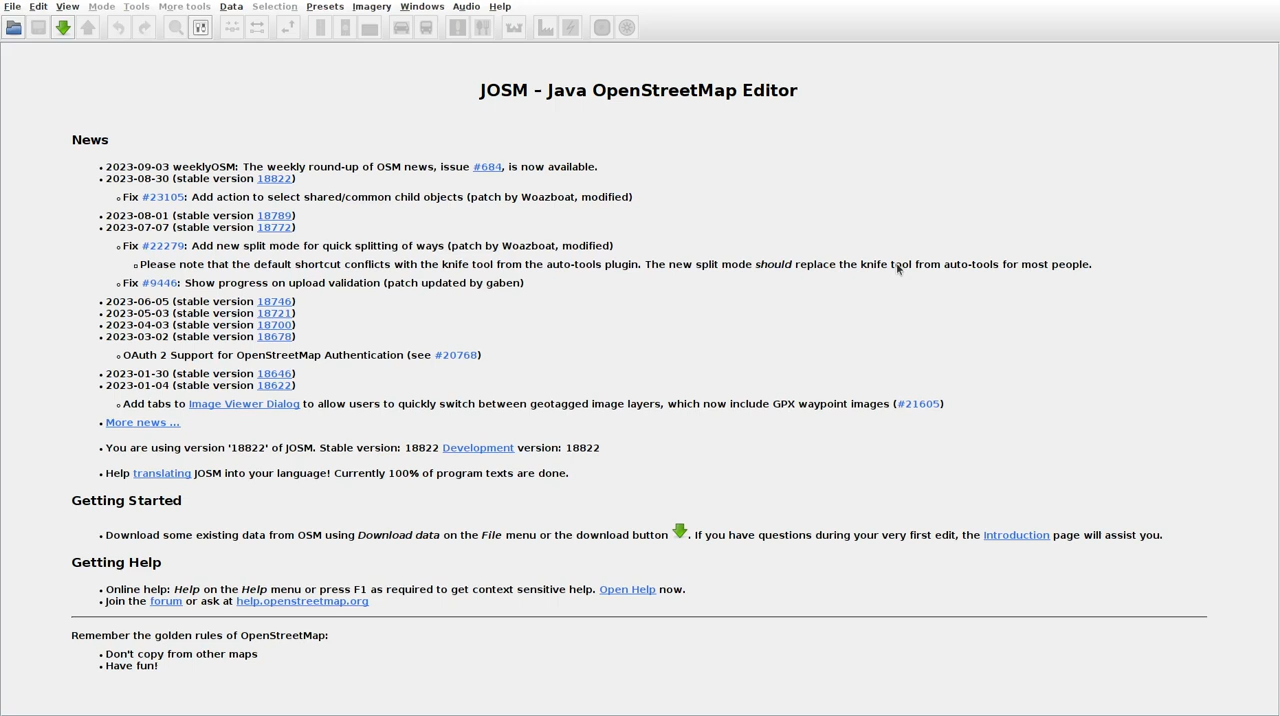 File Edit View Mode Tools More tools Data Selection Presets Imagery Windows Audio Help
JOSM – Java OpenStreetMap Editor
News
2023-09-03 weeklyOSM: The weekly round-up of OSM news, issue #684, is now available.
2023-08-30 (stable version 18822)
Fix #23105: Add action to select shared/common child objects (patch by Woazboat, modified)
2023-08-01 (stable version 18789)
2023-07-07 (stable version 18772)
Fix #22279: Add new split mode for quick splitting of ways (patch by Woazboat, modified)
Please note that the default shortcut conflicts with the knife tool from the auto-tools plugin. The new split mode should replace the knife tool from auto-tools for most people.
Fix #9446: Show progress on upload validation (patch updated by gaben)
2023-06-05 (stable version 18746)
2023-05-03 (stable version 18721)
2023-04-03 (stable version 18700)
2023-03-02 (stable version 18678)
OAuth 2 Support for OpenStreetMap Authentication (see #20768)
2023-01-30 (stable version 18646)
2023-01-04 (stable version 18622)
Add tabs to Image Viewer Dialog to allow users to quickly switch between geotagged image layers, which now include GPX waypoint images (#21605)
More news ...
You are using version '18822' of JOSM. Stable version: 18822 Development version: 18822
Help translating JOSM into your language! Currently 100% of program texts are done.
Getting Started
Download some existing data from OSM using Download data on the File menu or the download button . If you have questions during your very first edit, the Introduction page will assist you.
Getting Help
Online help: Help on the Help menu or press F1 as required to get context sensitive help. Open Help now.
Join the forum or ask at help.openstreetmap.org
Remember the golden rules of OpenStreetMap:
Don't copy from other maps
Have fun!